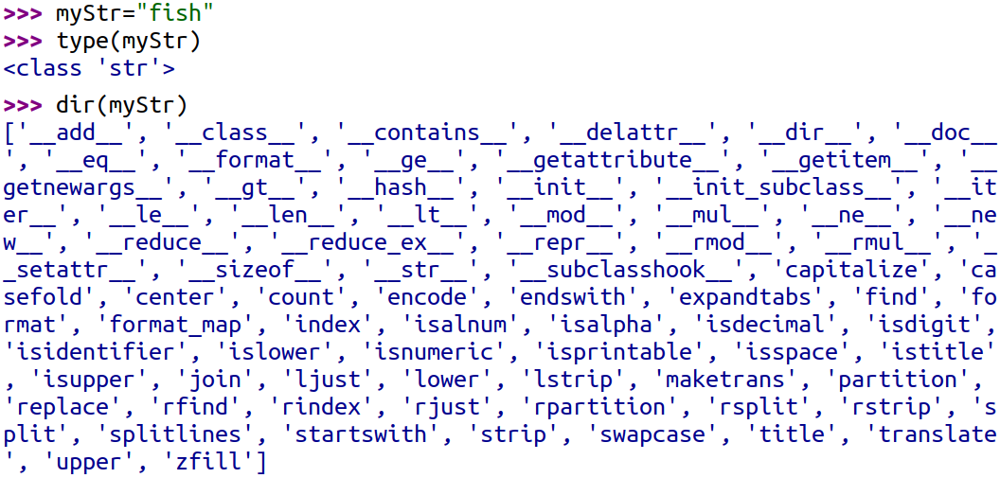 >>> myStr="fish"
>>> type(myStr)
<class 'str'>
>>> dir(myStr)
['__add__', '__class__', '__contains__', '__delattr__', '__dir__', '__doc__
', '__eq__', '__format__', '__ge__', '__getattribute__', '__getitem__', '__
getnewargs__', '__gt__', '__hash__', '__init__', '__init_subclass__', '__it
er__', '__le__', '__len__', '__lt__', '__mod__', '__mul__', '__ne__', '__ne
w__', '__reduce__', '__reduce_ex__', '__repr__', '__rmod__', '__rmul__', '_
_setattr__', '__sizeof__', '__str__', '__subclasshook__', 'capitalize', 'ca
sefold', 'center', 'count', 'encode', 'endswith', 'expandtabs', 'find', 'fo
rmat', 'format_map', 'index', 'isalnum', 'isalpha', 'isdecimal', 'isdigit',
'isidentifier', 'islower', 'isnumeric', 'isprintable', 'isspace', 'istitle'
, 'isupper', 'join', 'ljust', 'lower', 'lstrip', 'maketrans', 'partition',
'replace', 'rfind', 'rindex', 'rjust', 'rpartition', 'rsplit', 'rstrip', 's
plit', 'splitlines', 'startswith', 'strip', 'swapcase', 'title', 'translate
', 'upper', 'zfill']